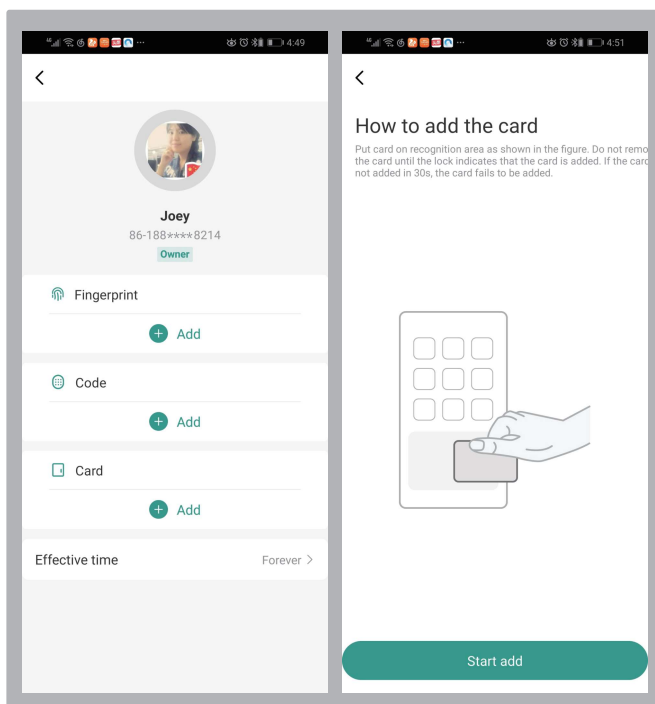 4:49
Joey
86-188****8214
Owner
Fingerprint
Add
Code
Add
Card
Add
Effective time
Forever
4:51
How to add the card
Put card on recognition area as shown in the figure. Do not remo
the card until the lock indicates that the card is added. If the card
not added in 30s, the card fails to be added.
Start add